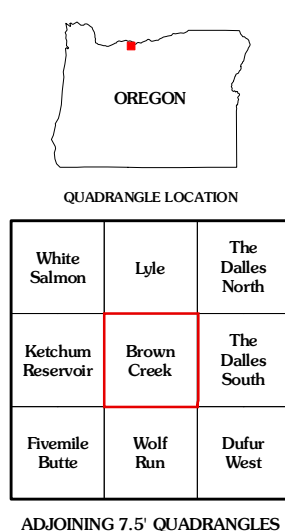 OREGON
QUADRANGLE LOCATION
White
Salmon
Lyle
The
Dalles
North
Ketchum
Reservoir
Brown
Creek
The
Dalles
South
Fivemile
Butte
Wolf
Run
Dufur
West
ADJOINING 7.5' QUADRANGLES